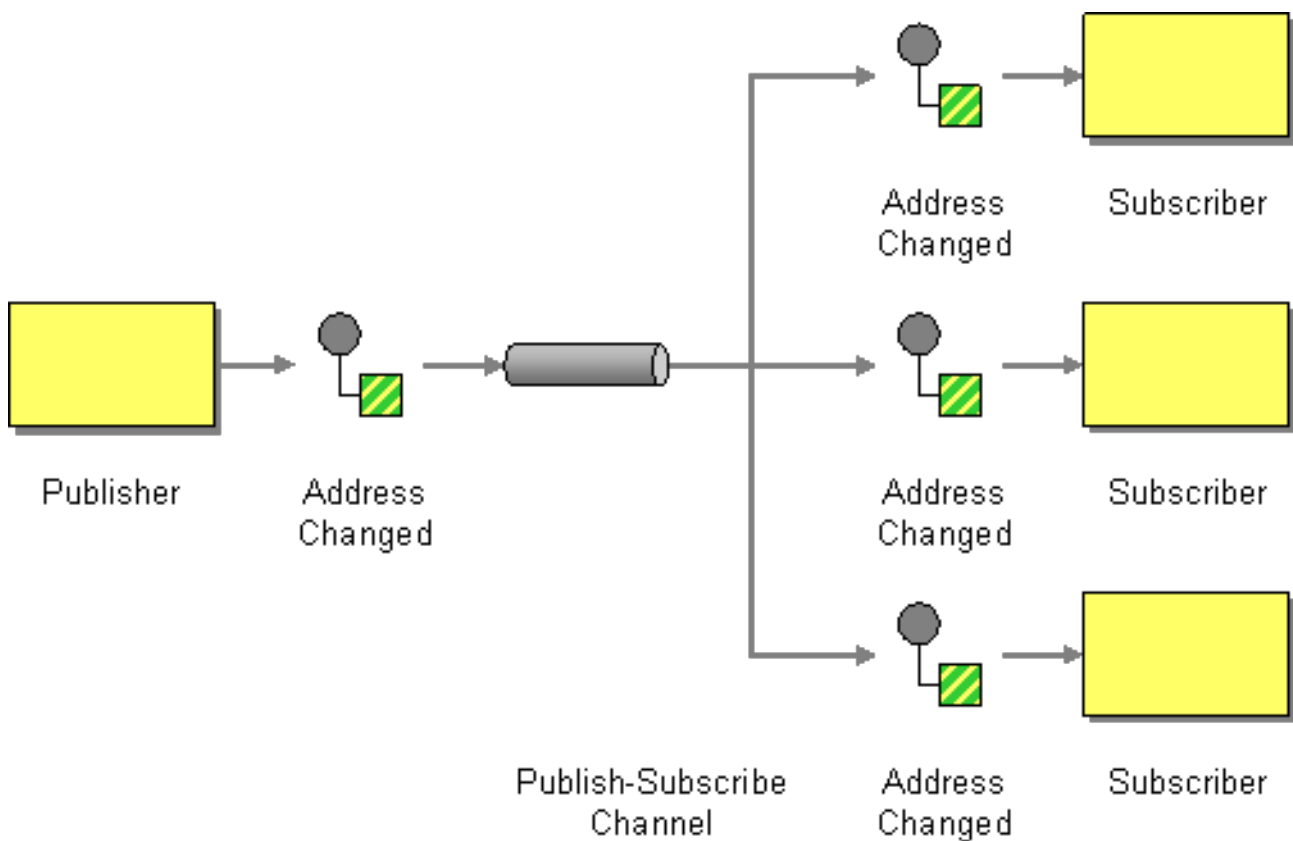 Address
Changed
Subscriber
Publisher
Address
Changed
Address
Changed
Subscriber
Publish-Subscribe
Channel
Address
Changed
Subscriber